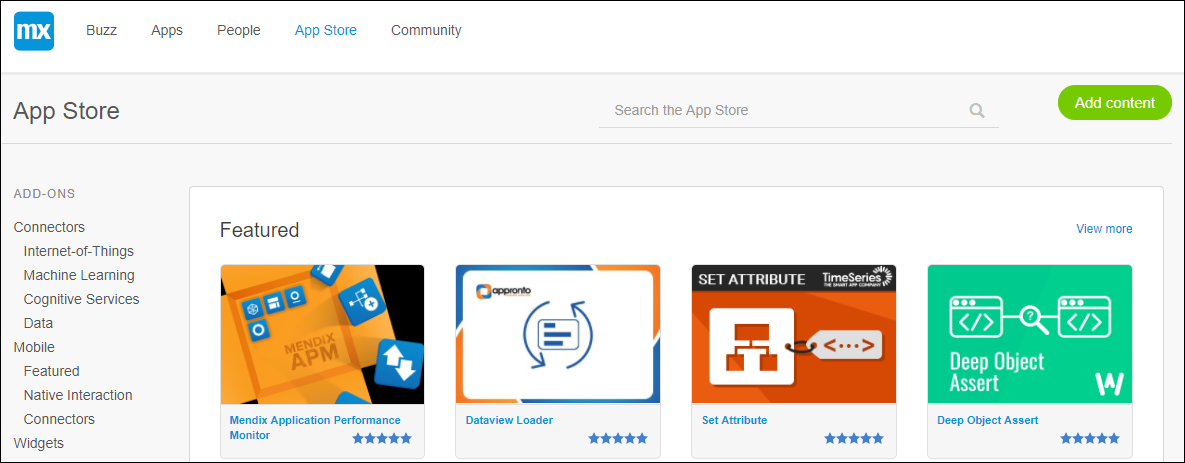 mx
Buzz
Apps
People
App Store
Community
App Store
Search the App Store
Add content
ADD-ONS
Connectors
Internet-of-Things
Machine Learning
Cognitive Services
Data
Mobile
Featured
Native Interaction
Connectors
Widgets
Featured
View more
MENDIX
APM
Mendix Application Performance
Monitor
appronto
Dataview Loader
SET ATTRIBUTE
TimeSeries
THE SMART APP COMPANY
<···>
Set Attribute
</>
?
</>
Deep Object
Assert
W
Deep Object Assert